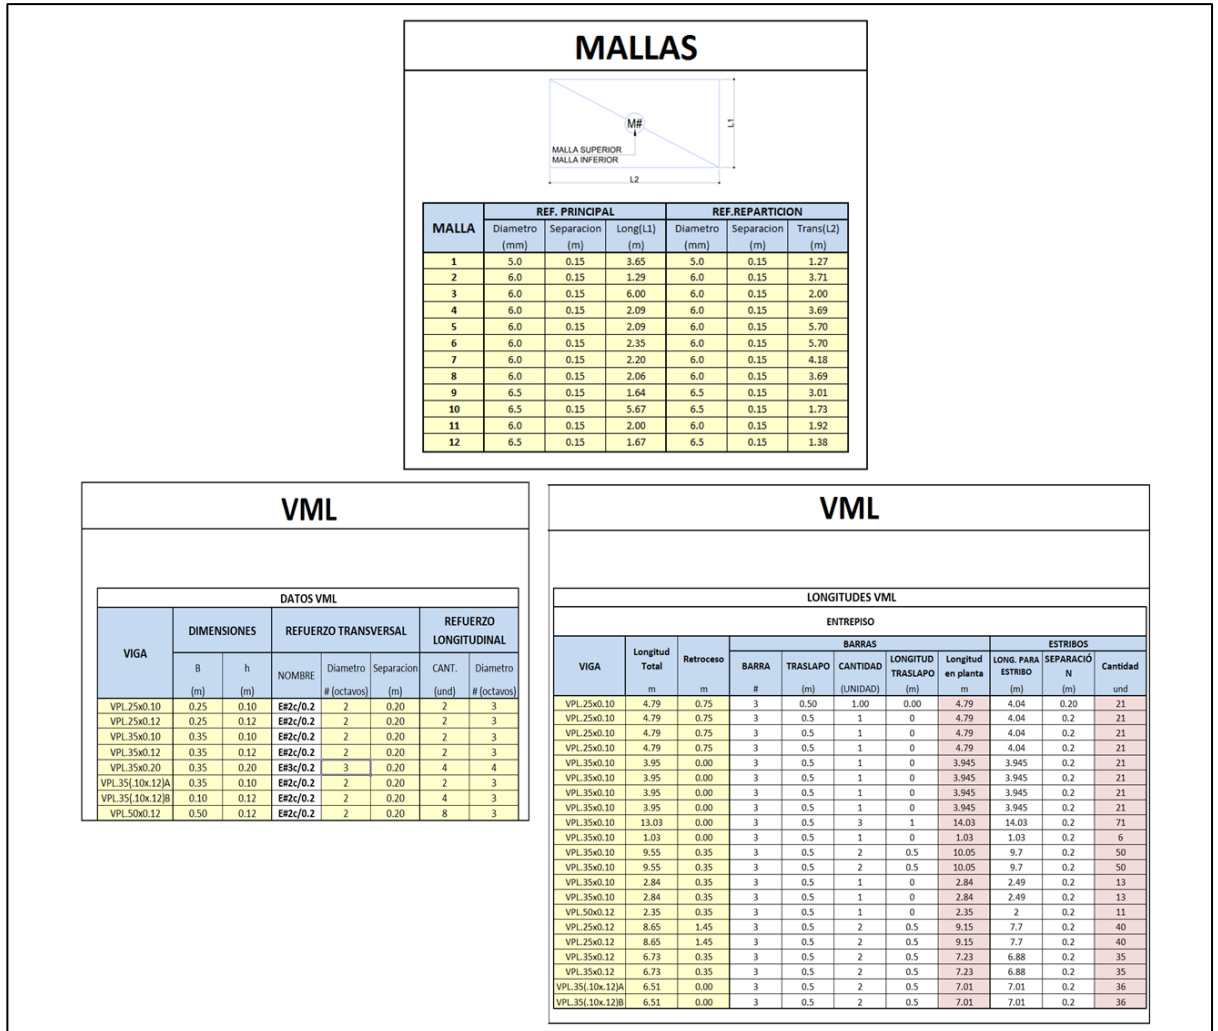 MALLAS
M#
L1
MALLA SUPERIOR
MALLA INFERIOR
L2
MALLA REF. PRINCIPAL REF.REPARTICION
Diametro Separacion Long(L1) Diametro Separacion Trans(L2)
(mm) (m) (m) (mm) (m) (m)
1 5.0 0.15 3.65 5.0 0.15 1.27
2 6.0 0.15 1.29 6.0 0.15 3.71
3 6.0 0.15 6.00 6.0 0.15 2.00
4 6.0 0.15 2.09 6.0 0.15 3.69
5 6.0 0.15 2.09 6.0 0.15 5.70
6 6.0 0.15 2.35 6.0 0.15 5.70
7 6.0 0.15 2.20 6.0 0.15 4.18
8 6.0 0.15 2.06 6.0 0.15 3.69
9 6.5 0.15 1.64 6.5 0.15 3.01
10 6.5 0.15 5.67 6.5 0.15 1.73
11 6.0 0.15 2.00 6.0 0.15 1.92
12 6.5 0.15 1.67 6.5 0.15 1.38
VML
DATOS VML
VIGA DIMENSIONES REFUERZO TRANSVERSAL REFUERZO LONGITUDINAL
B h NOMBRE Diametro Separacion CANT. Diametro
(m) (m) # (octavos) (m) (und) # (octavos)
VPL.25x0.10 0.25 0.10 E#2c/0.2 2 0.20 2 3
VPL.25x0.12 0.25 0.12 E#2c/0.2 2 0.20 2 3
VPL.35x0.10 0.35 0.10 E#2c/0.2 2 0.20 2 3
VPL.35x0.12 0.35 0.12 E#2c/0.2 2 0.20 2 3
VPL.35x0.20 0.35 0.20 E#3c/0.2 3 0.20 4 4
VPL.35(.10x.12)A 0.35 0.10 E#2c/0.2 2 0.20 2 3
VPL.35(.10x.12)B 0.10 0.12 E#2c/0.2 2 0.20 4 3
VPL.50x0.12 0.50 0.12 E#2c/0.2 2 0.20 8 3
VML
LONGITUDES VML
ENTREPISO
BARRAS ESTRIBOS
VIGA Longitud Total Retroceso BARRA TRASLAPO CANTIDAD LONGITUD TRASLAPO Longitud en planta LONG. PARA ESTRIBO SEPARACIÓN Cantidad
m m # (m) (UNIDAD) (m) m (m) (m) und
VPL.25x0.10 4.79 0.75 3 0.50 1.00 0.00 4.79 4.04 0.20 21
VPL.25x0.10 4.79 0.75 3 0.5 1 0 4.79 4.04 0.2 21
VPL.25x0.10 4.79 0.75 3 0.5 1 0 4.79 4.04 0.2 21
VPL.25x0.10 4.79 0.75 3 0.5 1 0 4.79 4.04 0.2 21
VPL.35x0.10 3.95 0.00 3 0.5 1 0 3.945 3.945 0.2 21
VPL.35x0.10 3.95 0.00 3 0.5 1 0 3.945 3.945 0.2 21
VPL.35x0.10 3.95 0.00 3 0.5 1 0 3.945 3.945 0.2 21
VPL.35x0.10 3.95 0.00 3 0.5 1 0 3.945 3.945 0.2 21
VPL.35x0.10 13.03 0.00 3 0.5 3 1 14.03 14.03 0.2 71
VPL.35x0.10 1.03 0.00 3 0.5 1 0 1.03 1.03 0.2 6
VPL.35x0.10 9.55 0.35 3 0.5 2 0.5 10.05 9.7 0.2 50
VPL.35x0.10 9.55 0.35 3 0.5 2 0.5 10.05 9.7 0.2 50
VPL.35x0.10 2.84 0.35 3 0.5 1 0 2.84 2.49 0.2 13
VPL.35x0.10 2.84 0.35 3 0.5 1 0 2.84 2.49 0.2 13
VPL.50x0.12 2.35 0.35 3 0.5 1 0 2.35 2 0.2 11
VPL.25x0.12 8.65 1.45 3 0.5 2 0.5 9.15 7.7 0.2 40
VPL.25x0.12 8.65 1.45 3 0.5 2 0.5 9.15 7.7 0.2 40
VPL.35x0.12 6.73 0.35 3 0.5 2 0.5 7.23 6.88 0.2 35
VPL.35x0.12 6.73 0.35 3 0.5 2 0.5 7.23 6.88 0.2 35
VPL.35(.10x.12)A 6.51 0.00 3 0.5 2 0.5 7.01 7.01 0.2 36
VPL.35(.10x.12)B 6.51 0.00 3 0.5 2 0.5 7.01 7.01 0.2 36